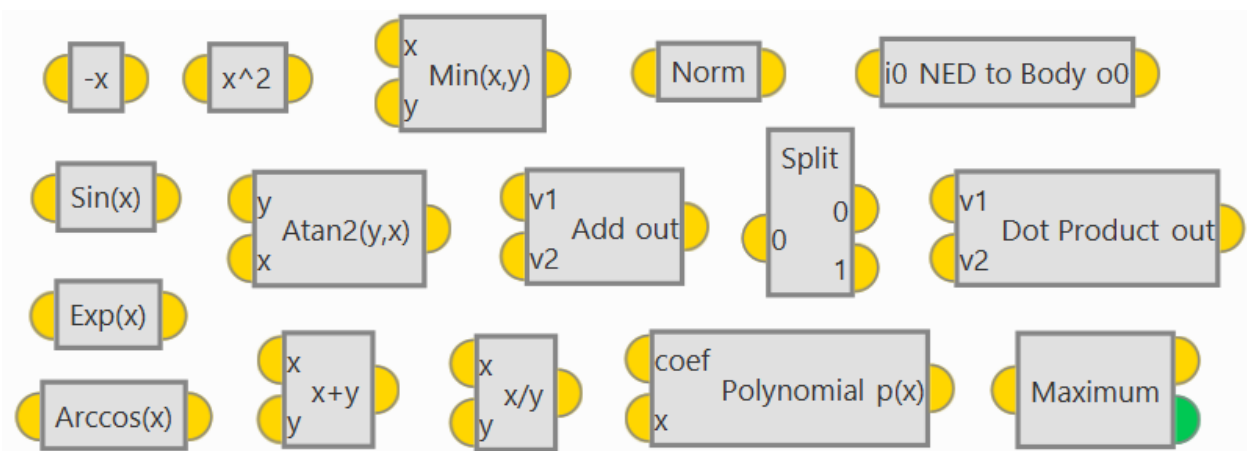 -x
x^2
x
y
Min(x,y)
Norm
i0 NED to Body o0
Sin(x)
y
x
Atan2(y,x)
v1
v2
Add out
Split
0
0
1
v1
v2
Dot Product out
Exp(x)
Arccos(x)
x
y
x+y
x
y
x/y
coef
x
Polynomial p(x)
Maximum